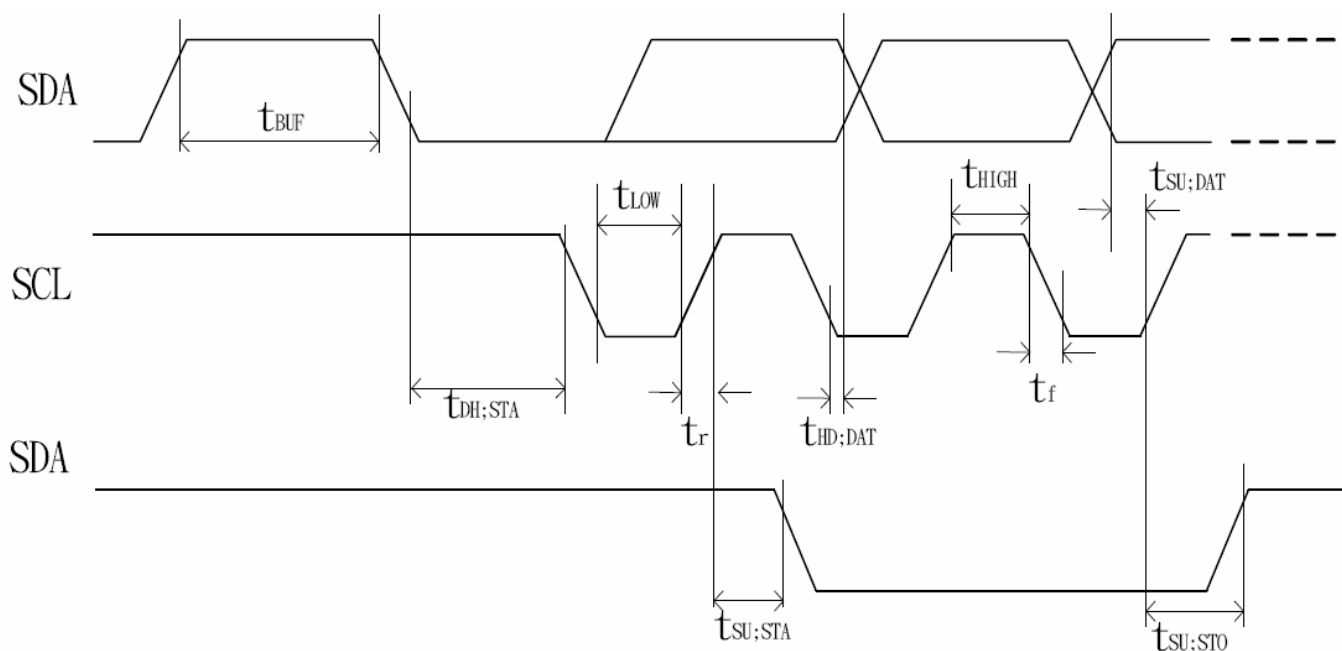 SDA
tBUF
tLOW
tHIGH
tSU;DAT
SCL
tDH;STA
tr
tHD;DAT
tf
SDA
tSU;STA
tSU;STO